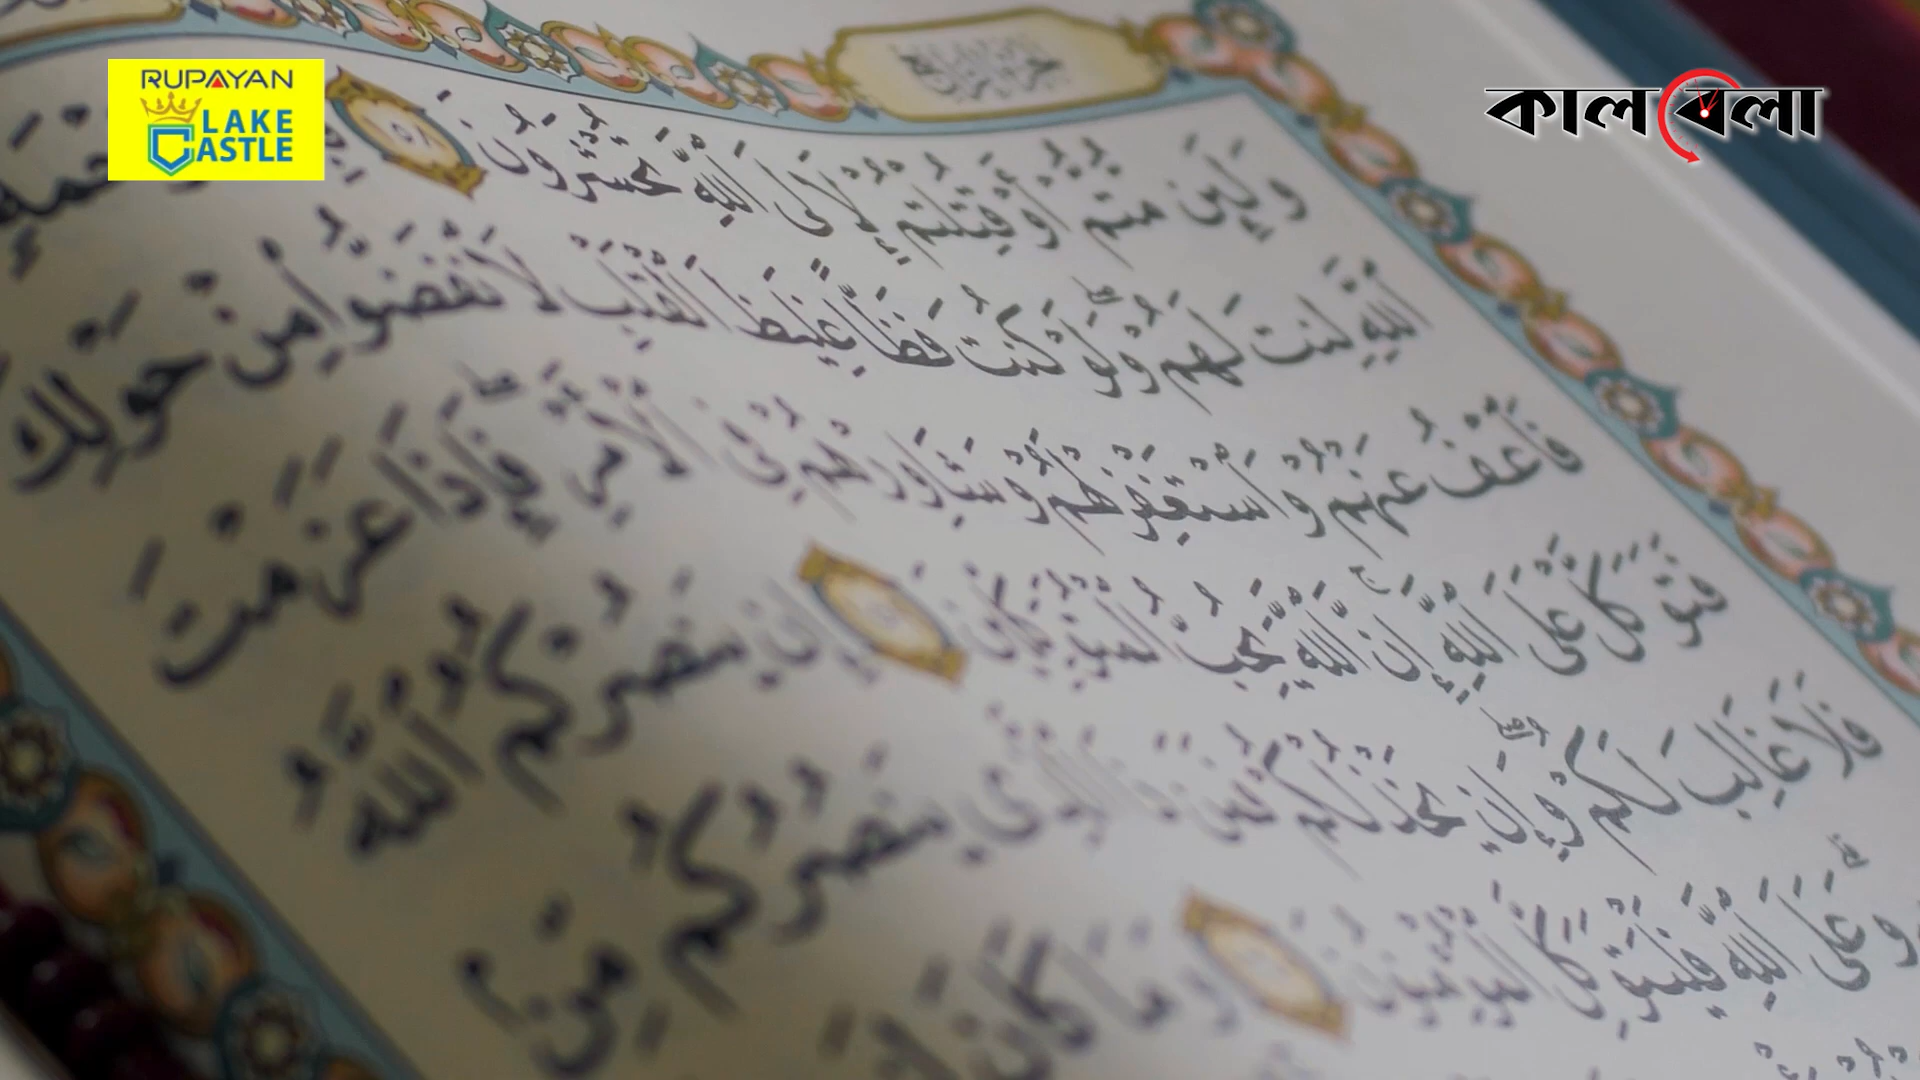 RUPAYAN
LAKE
CASTLE
কালবেলা
وَلَئِن مُّتُّمْ أَوْ قُتِلْتُمْ لَإِلَى ٱللَّهِ تُحْشَرُونَ
ٱللَّهِ لِنتَ لَهُمْ وَلَوْ كُنتَ فَظًّا غَلِيظَ ٱلْقَلْبِ لَٱنفَضُّوا۟ مِنْ حَوْلِكَ
فَٱعْفُ عَنْهُمْ وَٱسْتَغْفِرْ لَهُمْ وَشَاوِرْهُمْ فِى ٱلْأَمْرِ فَإِذَا عَزَمْتَ
فَتَوَكَّلْ عَلَى ٱللَّهِ إِنَّ ٱللَّهَ يُحِبُّ ٱلْمُتَوَكِّلِينَ إِن يَنصُرْكُمُ ٱللَّهُ
فَلَا غَالِبَ لَكُمْ وَإِن يَخْذُلْكُمْ فَمَن ذَا ٱلَّذِى يَنصُرُكُم مِّنۢ
وَعَلَى ٱللَّهِ فَلْيَتَوَكَّلِ ٱلْمُؤْمِنُونَ وَمَا كَانَ